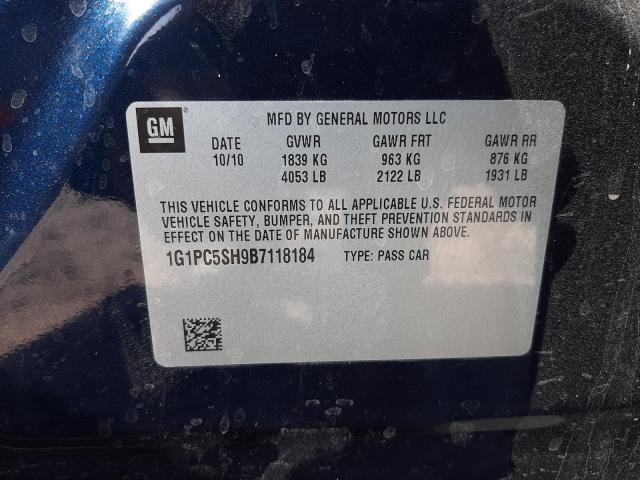 GM
MFD BY GENERAL MOTORS LLC
DATE GVWR GAWR FRT GAWR RR
10/10 1839 KG 963 KG 876 KG
4053 LB 2122 LB 1931 LB
THIS VEHICLE CONFORMS TO ALL APPLICABLE U.S. FEDERAL MOTOR
VEHICLE SAFETY, BUMPER, AND THEFT PREVENTION STANDARDS IN
EFFECT ON THE DATE OF MANUFACTURE SHOWN ABOVE.
1G1PC5SH9B7118184 TYPE: PASS CAR